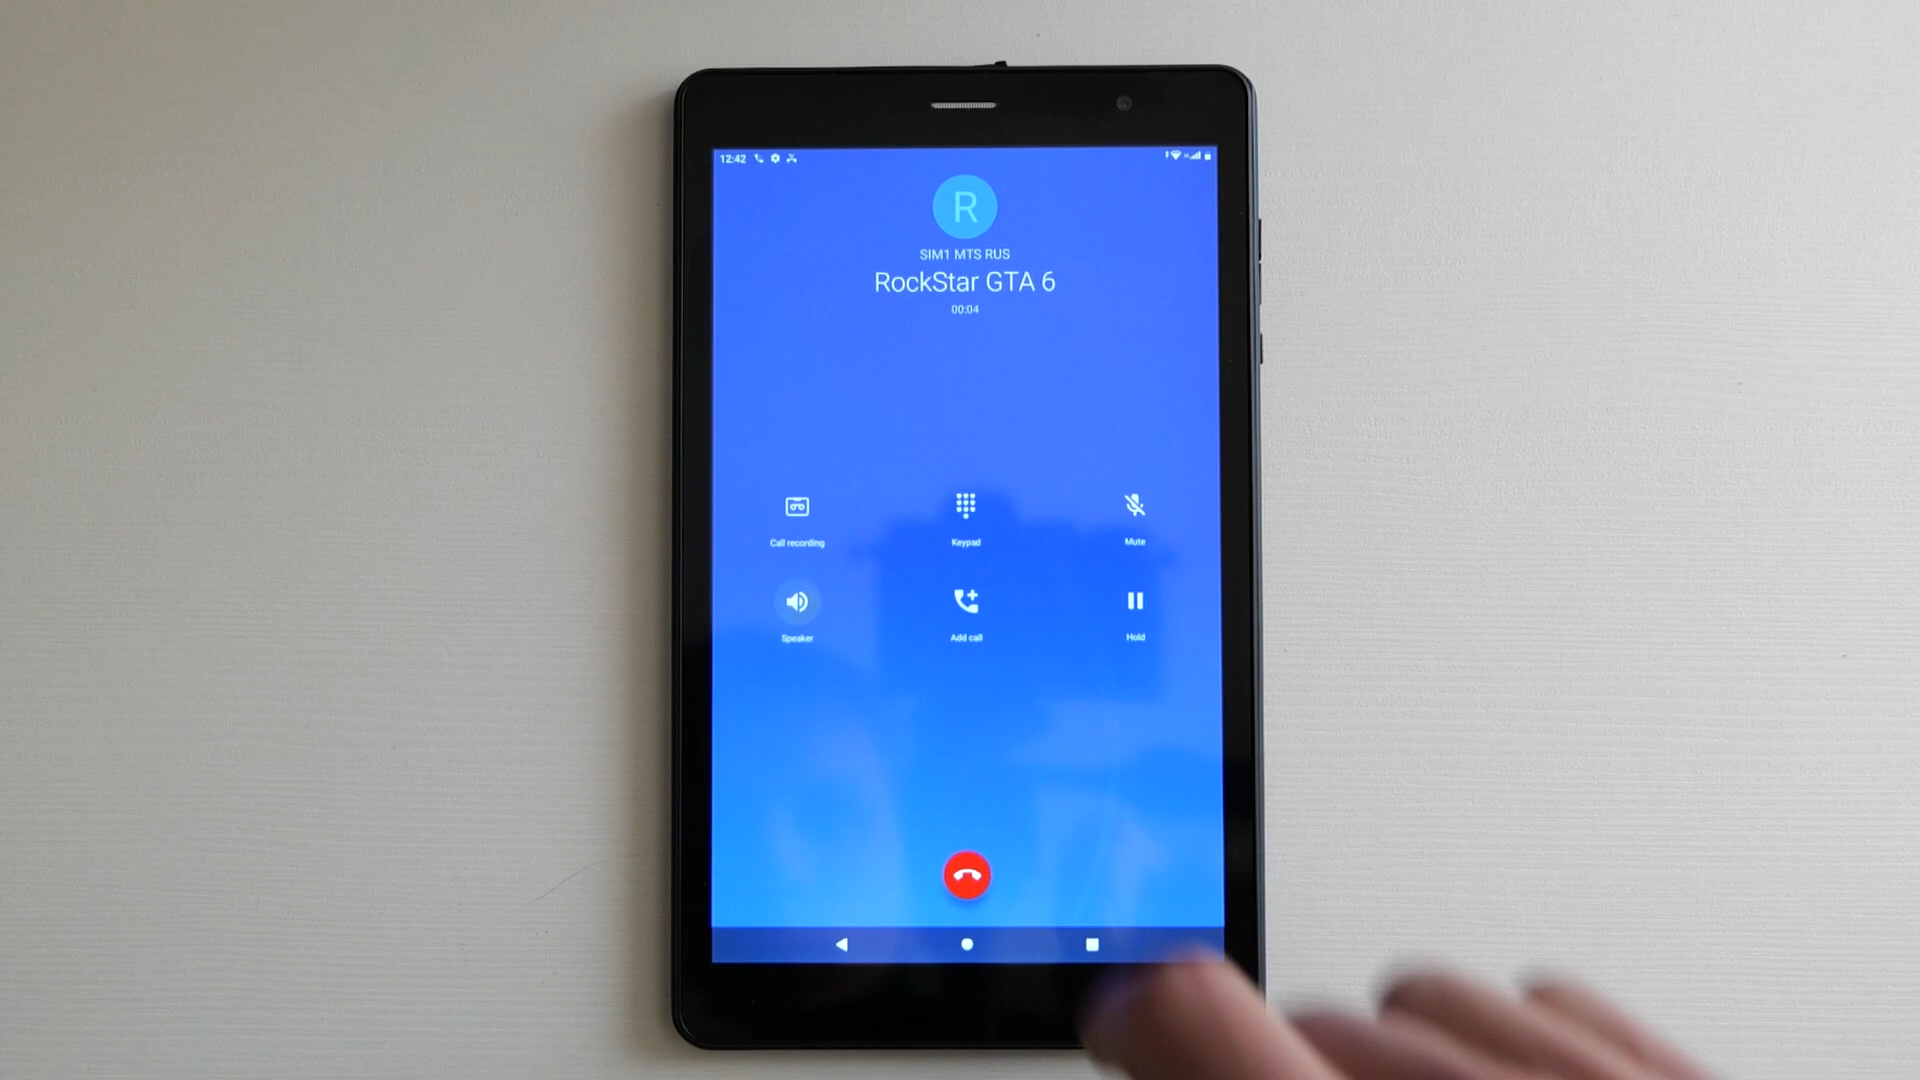 12:42
R
SIM1 MTS RUS
RockStar GTA 6
00:04
Call recording
Keypad
Mute
Speaker
Add call
Hold